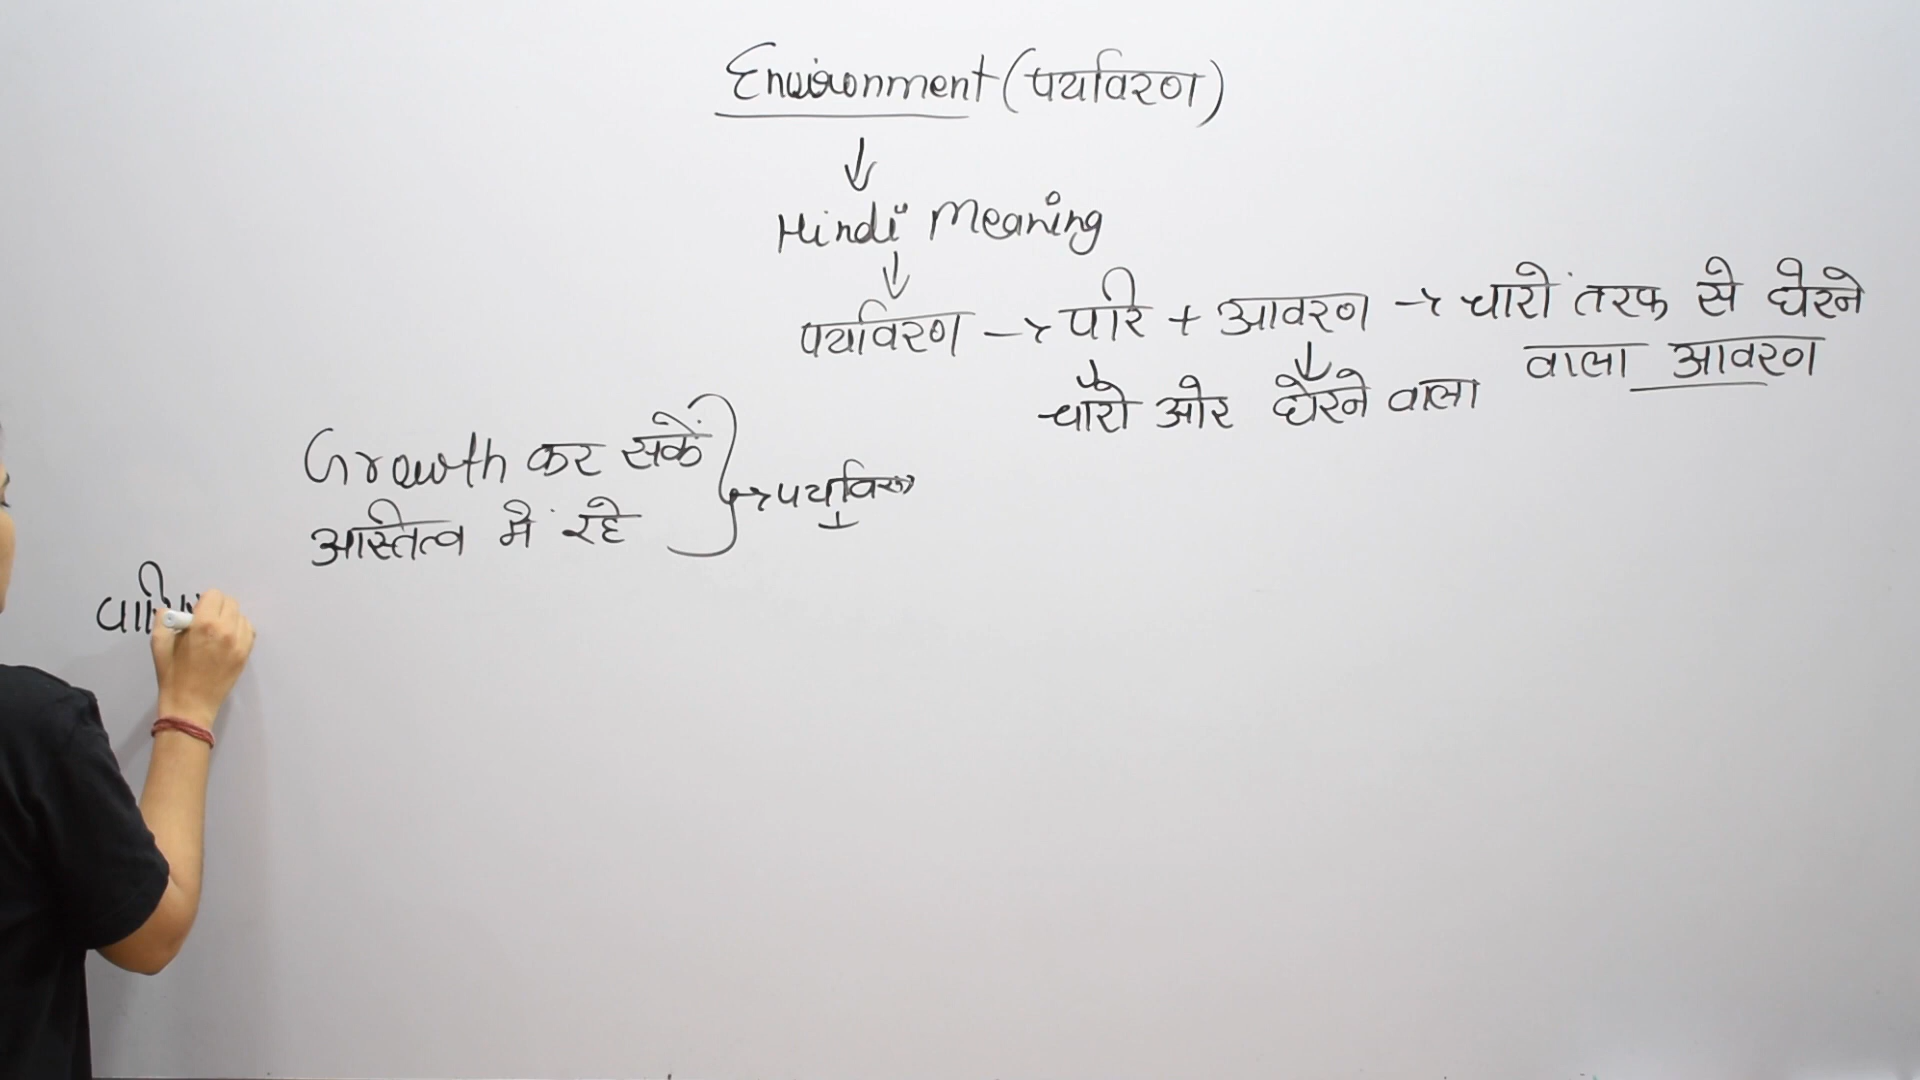 Environment (पर्यावरण)
↓
Hindi Meaning
↓
पर्यावरण → परि + आवरण → चारों तरफ से घेरने
वाला आवरण
चारो ओर घेरने वाला
Growth कर सकें
→ पर्यावरण
अस्तित्व में रहे